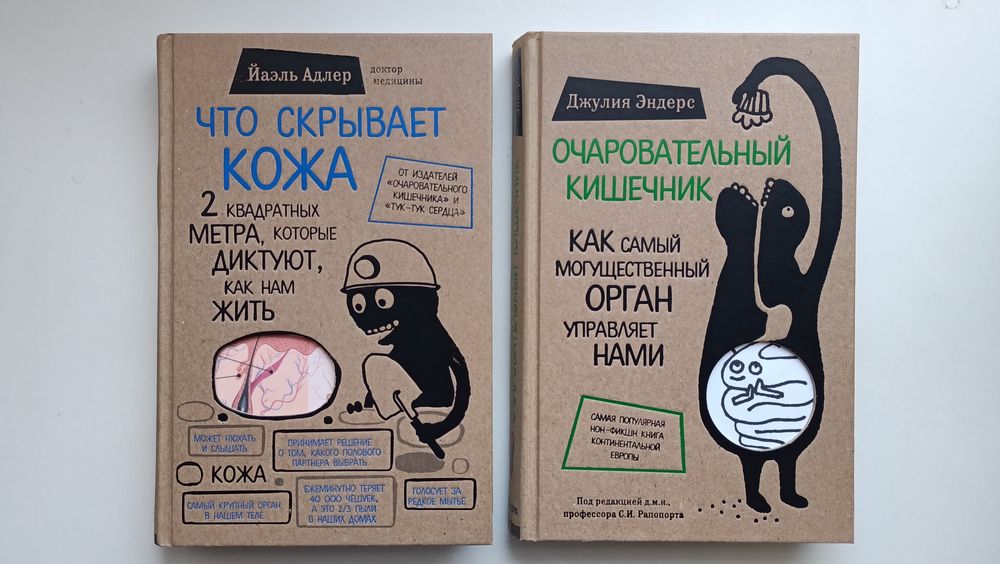 Йаэль Адлер
доктор
медицины
ЧТО СКРЫВАЕТ
КОЖА
ОТ ИЗДАТЕЛЕЙ
«ОЧАРОВАТЕЛЬНОГО
КИШЕЧНИКА» И
«ТУК-ТУК СЕРДЦА»
2 КВАДРАТНЫХ
МЕТРА, КОТОРЫЕ
ДИКТУЮТ,
КАК НАМ
ЖИТЬ
МОЖЕТ НЮХАТЬ
И СЛЫШАТЬ
ПРИНИМАЕТ РЕШЕНИЕ
О ТОМ, КАКОГО ПОЛОВОГО
ПАРТНЕРА ВЫБРАТЬ
КОЖА
САМЫЙ КРУПНЫЙ ОРГАН
В НАШЕМ ТЕЛЕ
ЕЖЕМИНУТНО ТЕРЯЕТ
40 000 ЧЕШУЕК,
А ЭТО 2/3 ПЫЛИ
В НАШИХ ДОМАХ
ГОЛОСУЕТ ЗА
РЕДКОЕ МЫТЬЕ
Джулия Эндерс
ОЧАРОВАТЕЛЬНЫЙ
КИШЕЧНИК
КАК САМЫЙ
МОГУЩЕСТВЕННЫЙ
ОРГАН
УПРАВЛЯЕТ
НАМИ
САМАЯ ПОПУЛЯРНАЯ
НОН-ФИКШН КНИГА
КОНТИНЕНТАЛЬНОЙ
ЕВРОПЫ
Под редакцией д.м.н.,
профессора С.И. Рапопорта